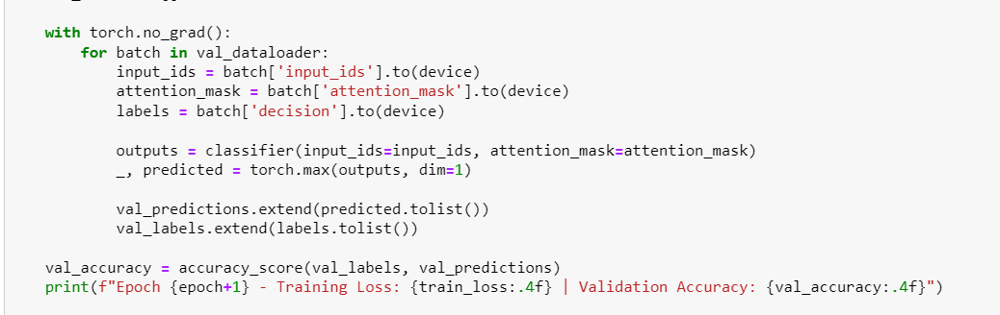 with torch.no_grad():
    for batch in val_dataloader:
        input_ids = batch['input_ids'].to(device)
        attention_mask = batch['attention_mask'].to(device)
        labels = batch['decision'].to(device)

        outputs = classifier(input_ids=input_ids, attention_mask=attention_mask)
        _, predicted = torch.max(outputs, dim=1)

        val_predictions.extend(predicted.tolist())
        val_labels.extend(labels.tolist())

val_accuracy = accuracy_score(val_labels, val_predictions)
print(f"Epoch {epoch+1} - Training Loss: {train_loss:.4f} | Validation Accuracy: {val_accuracy:.4f}")